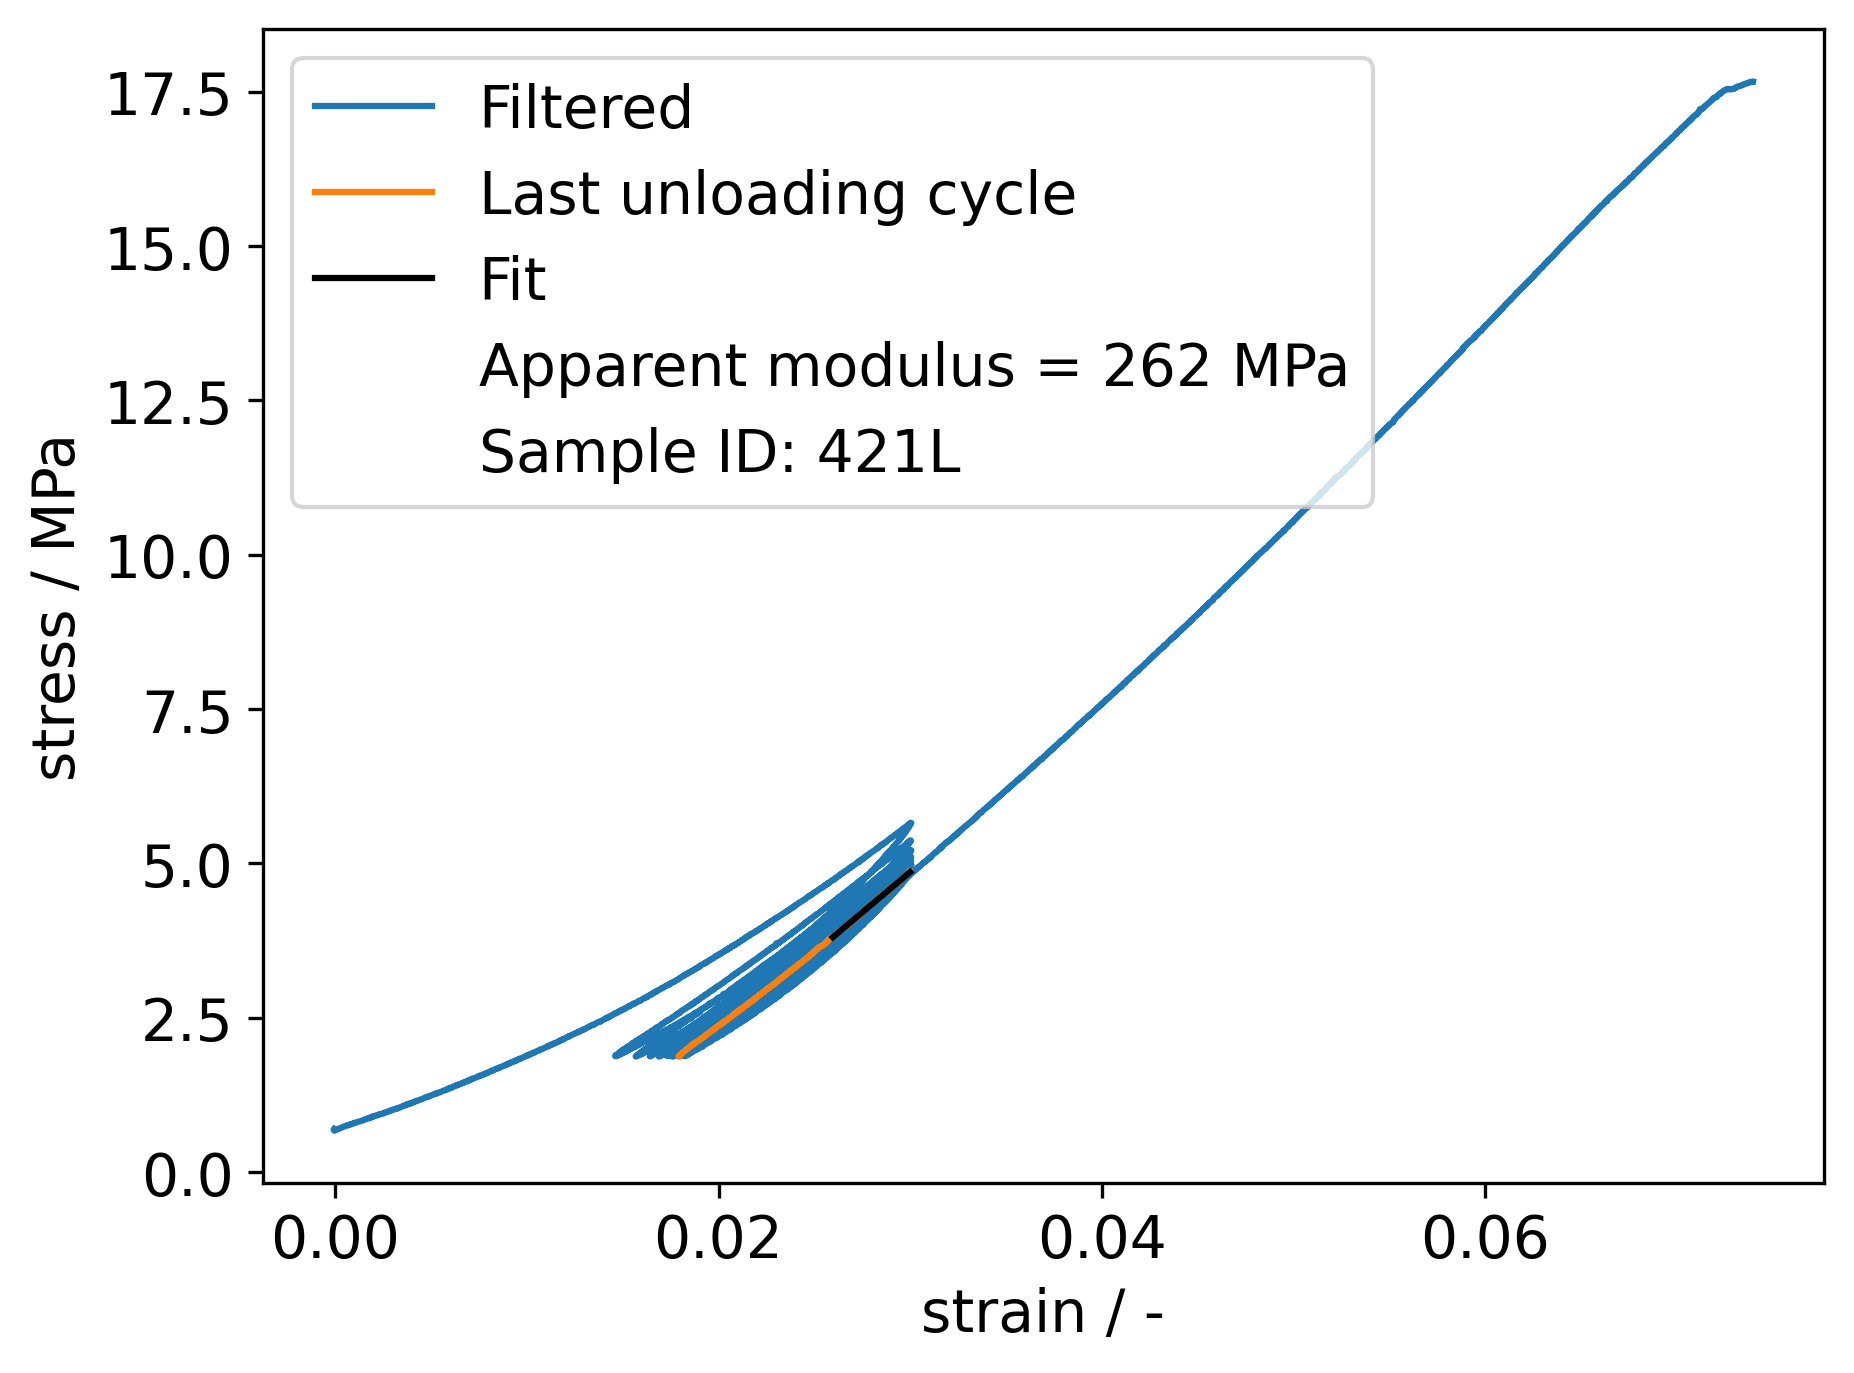 17.5
15.0
12.5
10.0
7.5
5.0
2.5
0.0
stress / MPa
Filtered
Last unloading cycle
Fit
Apparent modulus = 262 MPa
Sample ID: 421L
0.00 0.02 0.04 0.06
strain / -